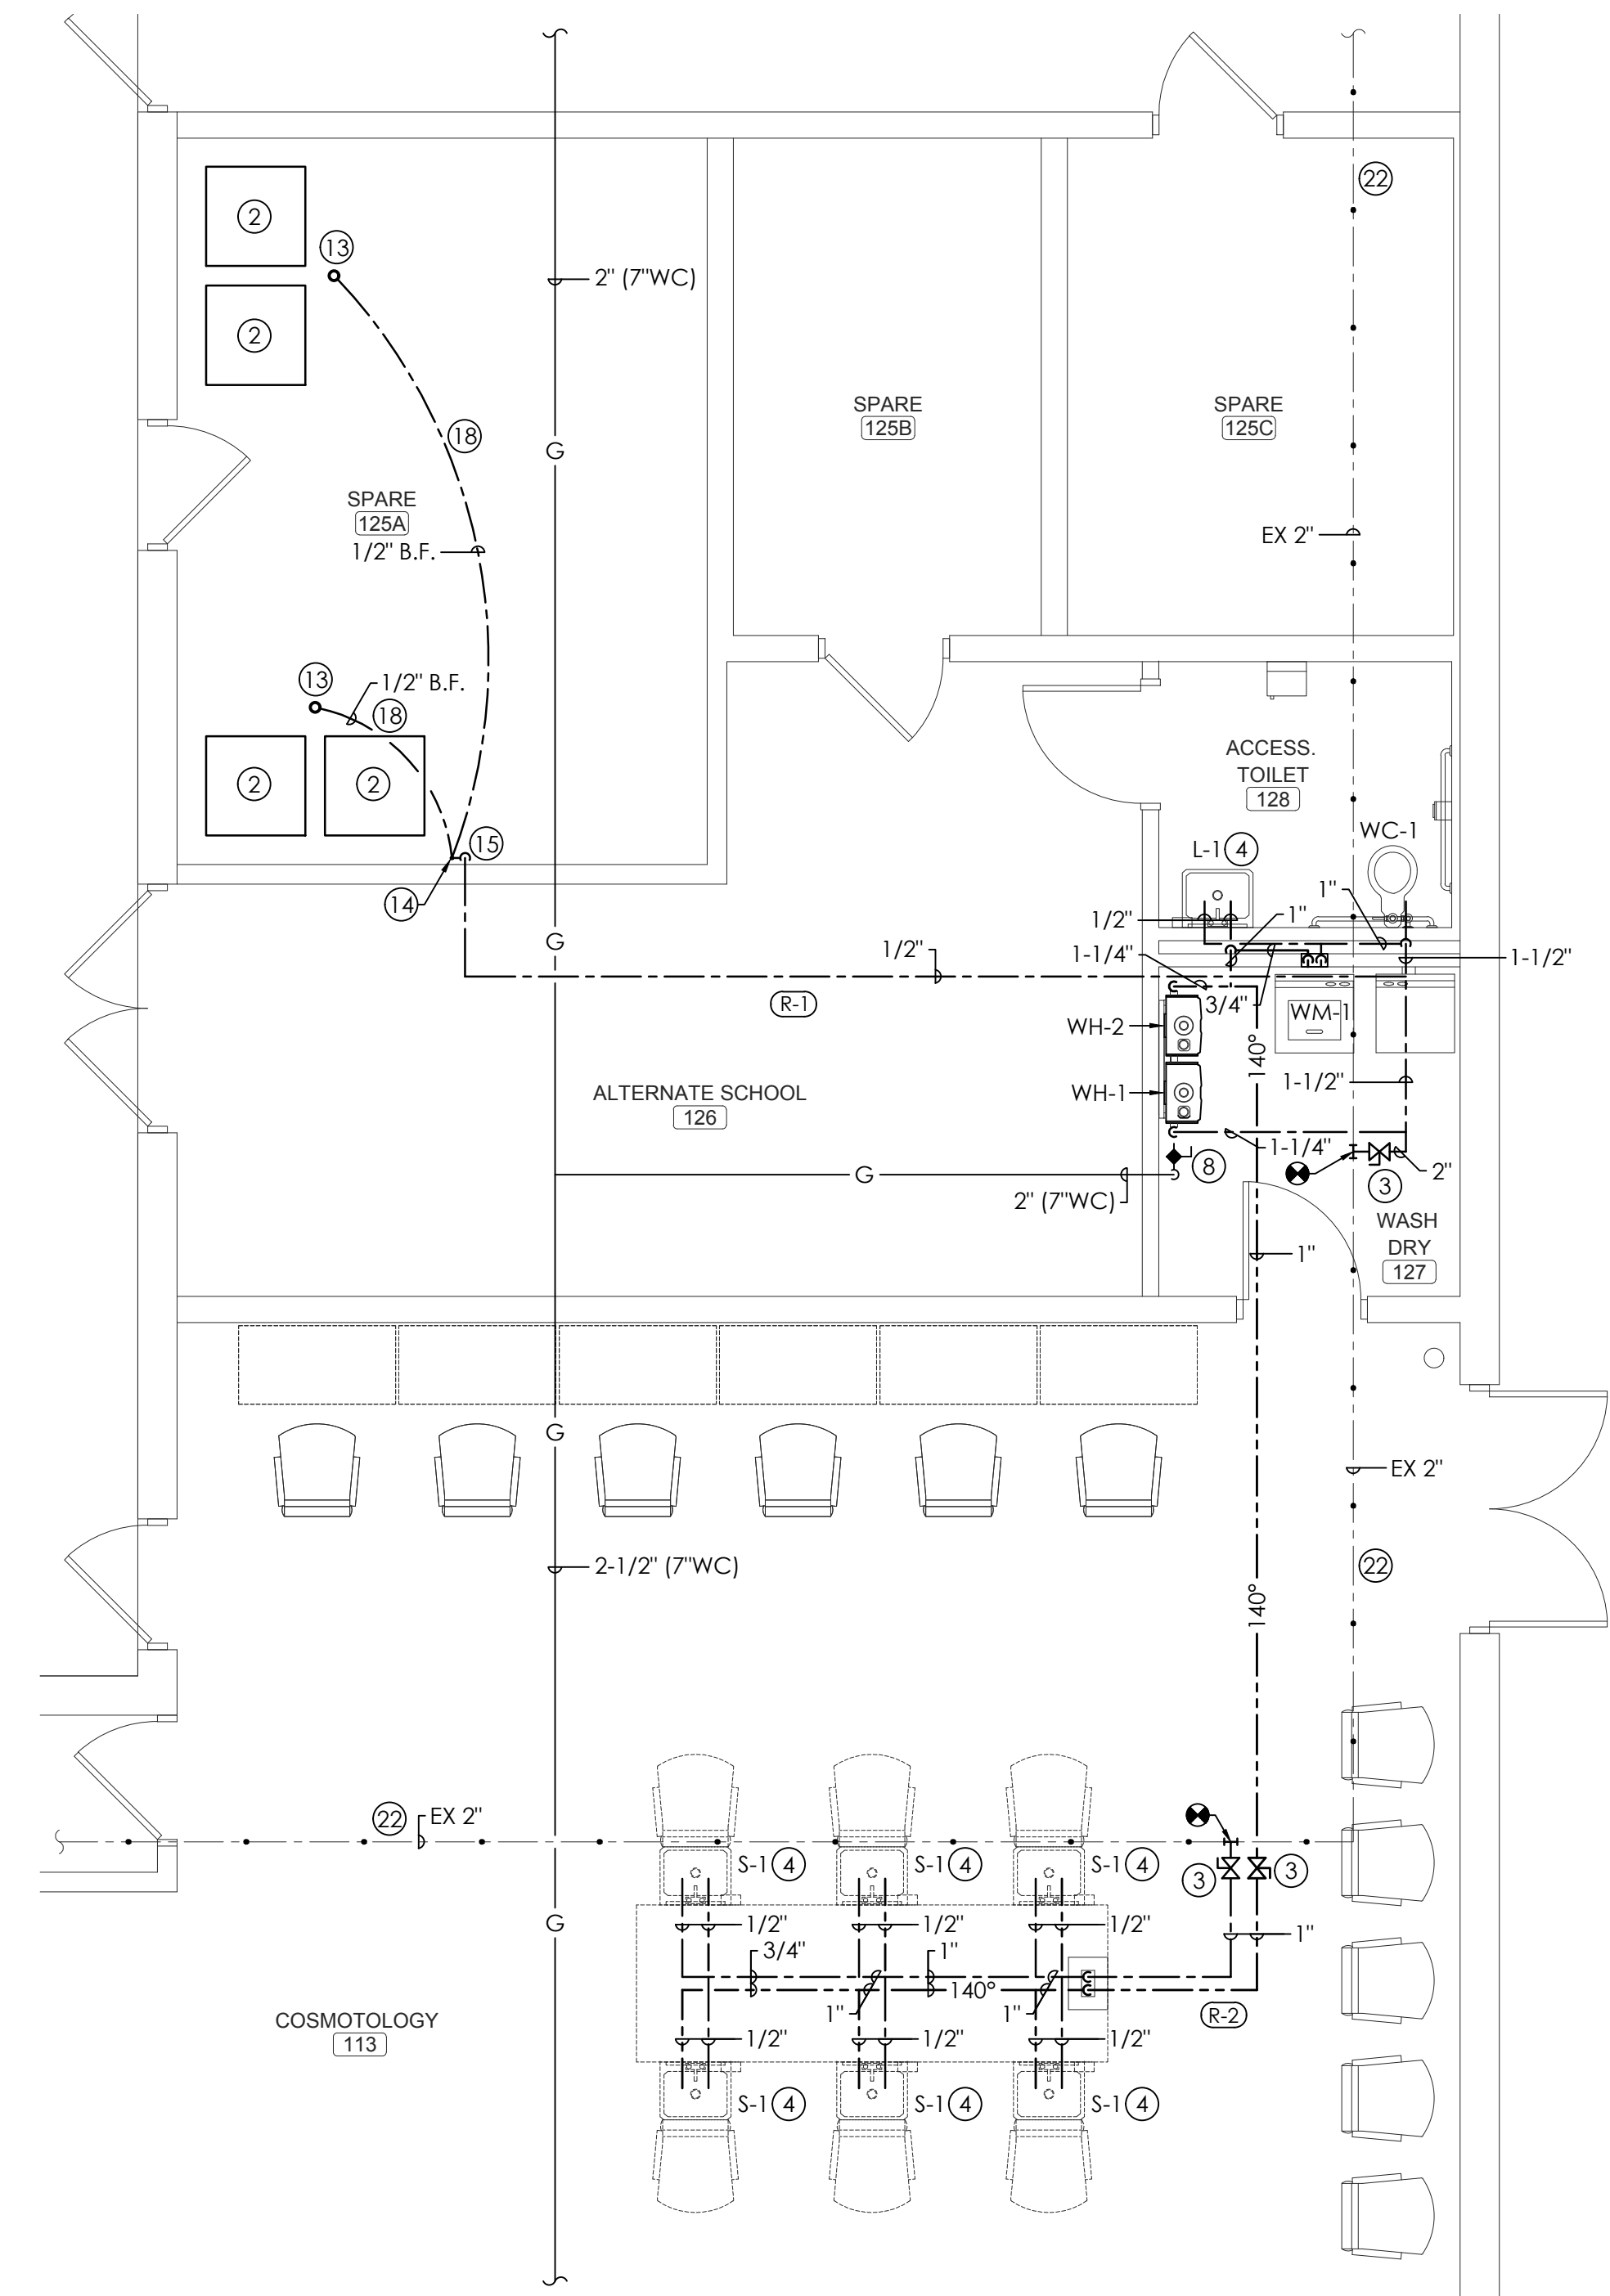 22
2
13
2" (7"WC)
2
SPARE
125B
SPARE
125C
18
G
SPARE
125A
1/2" B.F.
EX 2"
13
1/2" B.F.
18
ACCESS.
TOILET
128
2
2
WC-1
15
L-1 4
14
1"
1/2"
1"
G
1/2"
1-1/4"
1-1/2"
R-1
3/4"
WM-1
WH-2
140°
1-1/2"
WH-1
ALTERNATE SCHOOL
126
1-1/4"
G
8
2"
3
2" (7"WC)
WASH
DRY
127
1"
G
EX 2"
2-1/2" (7"WC)
22
140°
22
EX 2"
S-1 4
S-1 4
S-1 4
3
3
G
1/2"
1/2"
1/2"
1"
3/4"
1"
140°
1"
1"
R-2
COSMOTOLOGY
113
1/2"
1/2"
1/2"
S-1 4
S-1 4
S-1 4